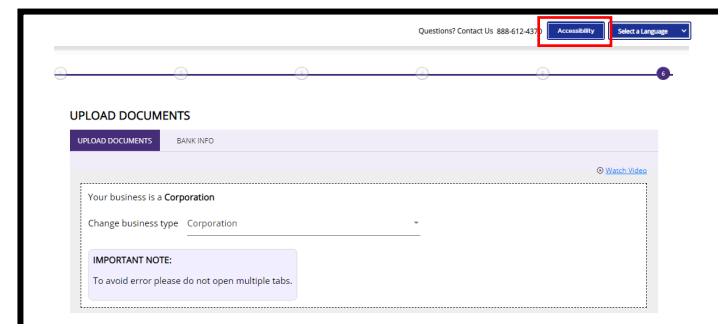 Questions? Contact Us 888-612-4370 Accessibility Select a Language
6
UPLOAD DOCUMENTS
UPLOAD DOCUMENTS BANK INFO
Watch Video
Your business is a Corporation
Change business type Corporation
IMPORTANT NOTE:
To avoid error please do not open multiple tabs.